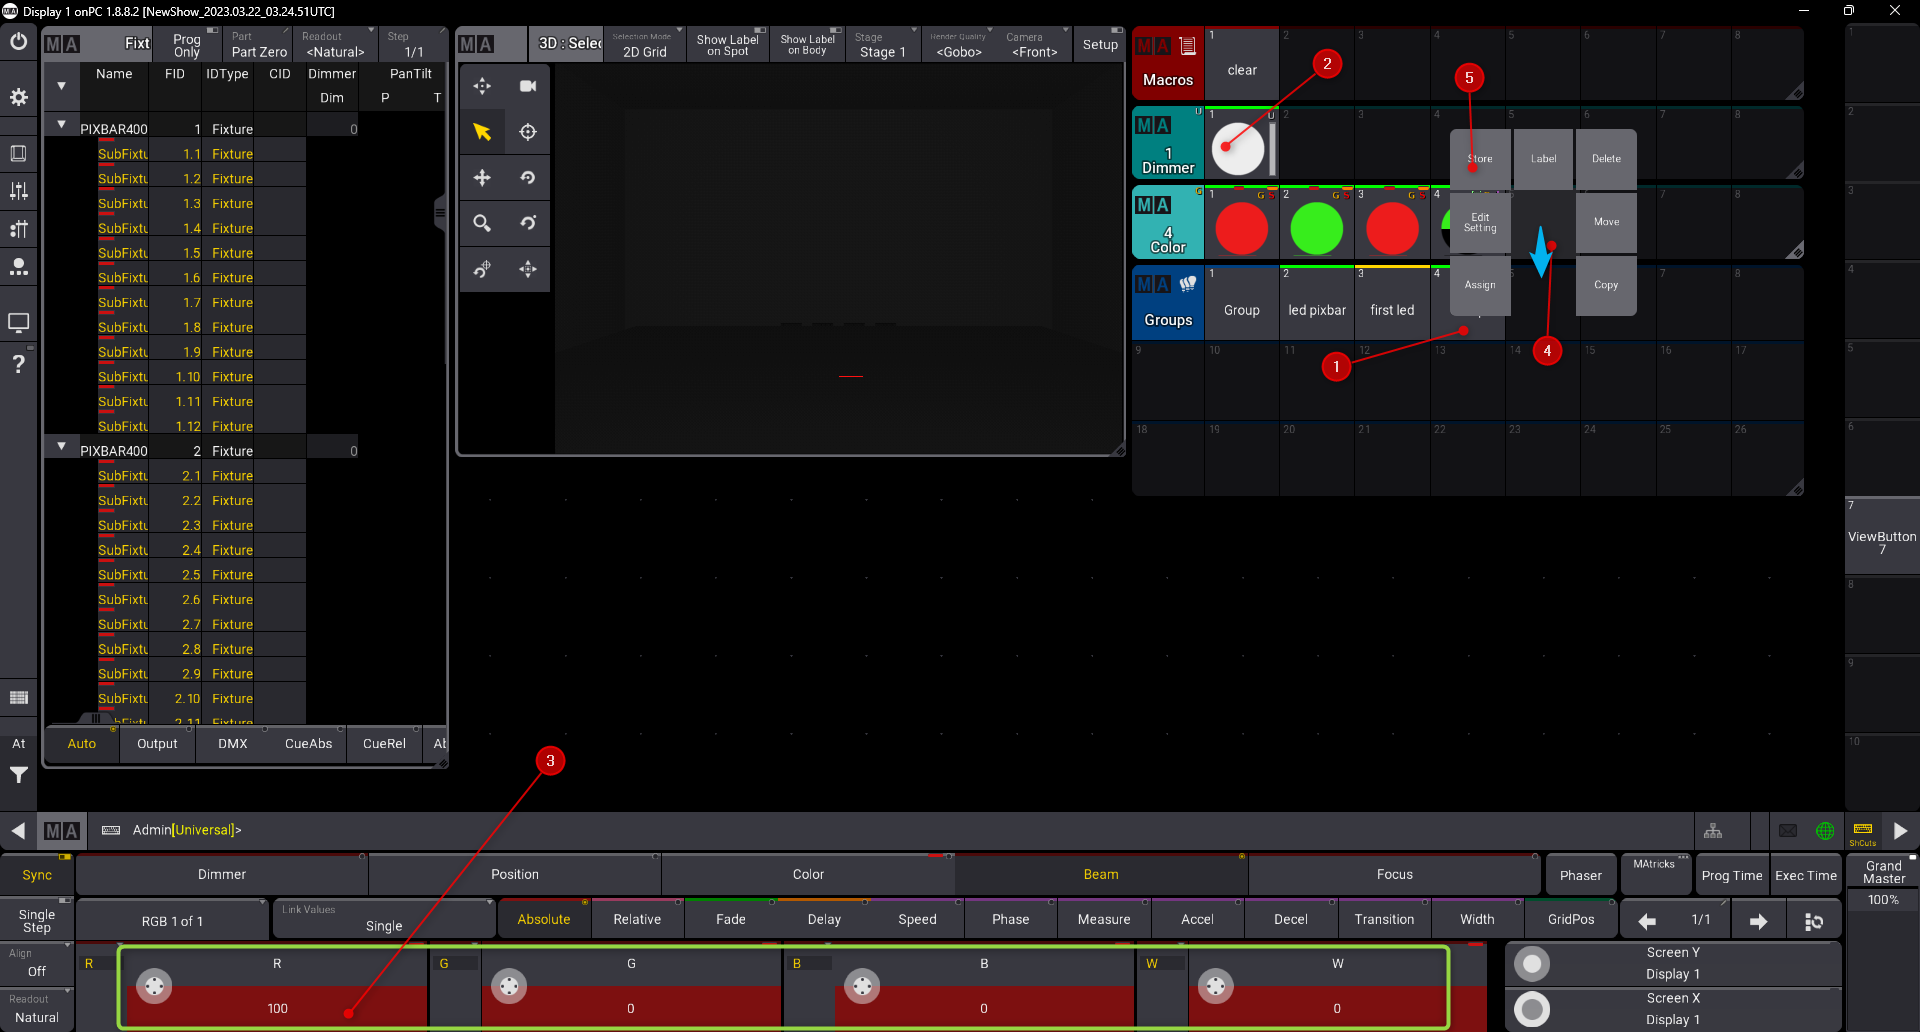 Display 1 onPC 1.8.8.2 [NewShow_2023.03.22_03.24.51UTC]
MA Fixt Prog Only Part Part Zero Readout <Natural> Step 1/1
Name FID IDType CID Dimmer PanTilt
Dim P T
PIXBAR400 1 Fixture 0
SubFixtu 1.1 Fixture
SubFixtu 1.2 Fixture
SubFixtu 1.3 Fixture
SubFixtu 1.4 Fixture
SubFixtu 1.5 Fixture
SubFixtu 1.6 Fixture
SubFixtu 1.7 Fixture
SubFixtu 1.8 Fixture
SubFixtu 1.9 Fixture
SubFixtu 1.10 Fixture
SubFixtu 1.11 Fixture
SubFixtu 1.12 Fixture
PIXBAR400 2 Fixture 0
SubFixtu 2.1 Fixture
SubFixtu 2.2 Fixture
SubFixtu 2.3 Fixture
SubFixtu 2.4 Fixture
SubFixtu 2.5 Fixture
SubFixtu 2.6 Fixture
SubFixtu 2.7 Fixture
SubFixtu 2.8 Fixture
SubFixtu 2.9 Fixture
SubFixtu 2.10 Fixture
2.11 Fixture
Auto Output DMX CueAbs CueRel
At
MA 3D : Selec Selection Mode 2D Grid Show Label on Spot Show Label on Body Stage Stage 1 Render Quality <Gobo> Camera <Front> Setup
MA Macros 1 clear 2 3 4 5 6 7 8
MA 1 Dimmer U 1 U 2 3 4 5 6 7 8
MA 4 Color G 1 G S 2 G S 3 G S 4 7 8
MA Groups 1 Group 2 led pixbar 3 first led 4 7 8
9 10 11 12 13 14 15 16 17
18 19 20 21 22 23 24 25 26
Store Label Delete
Edit Setting Move
Assign Copy
1
2
3
4
5
1
2
3
4
5
6
7
ViewButton
7
8
9
10
MA Admin[Universal]>
ShCuts
Sync Dimmer Position Color Beam Focus Phaser MAtricks Prog Time Exec Time Grand Master
100%
Single Step RGB 1 of 1 Link Values Single Absolute Relative Fade Delay Speed Phase Measure Accel Decel Transition Width GridPos 1/1
Align Off R R G G B B W W Screen Y Display 1
Readout Natural 100 0 0 0 Screen X Display 1